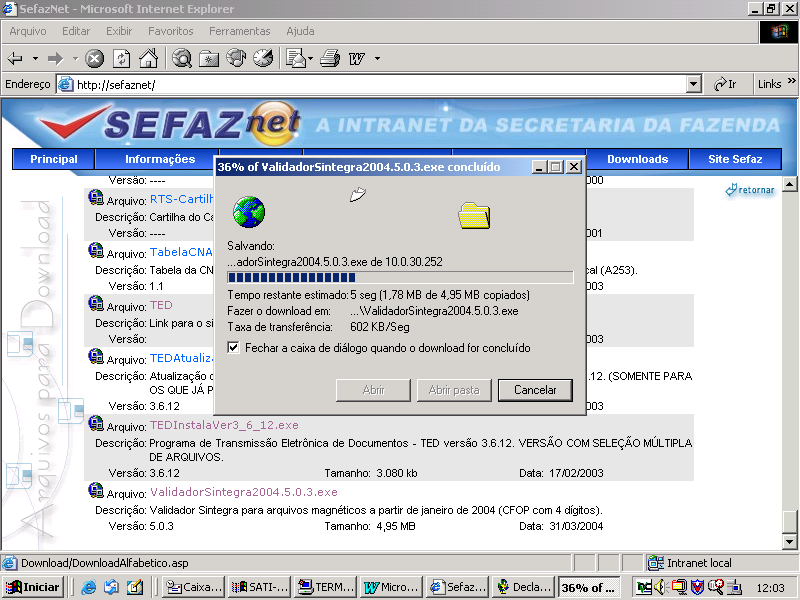 SefazNet - Microsoft Internet Explorer
Arquivo Editar Exibir Favoritos Ferramentas Ajuda
Endereço http://sefaznet/ Ir Links »
SEFAZnet A INTRANET DA SECRETARIA DA FAZENDA
Principal Informações Downloads Site Sefaz
36% of ValidadorSintegra2004.5.0.3.exe concluído
retornar
Arquivos para Download
Versão: ---- 000
Arquivo: RTS-Cartilh
Descrição: Cartilha do Ca
Versão: ---- 001
Arquivo: TabelaCNA
Descrição: Tabela da CN cal (A253).
Versão: 1.1 003
Arquivo: TED
Descrição: Link para o si
Versão: 003
Arquivo: TEDAtualiz
Descrição: Atualização 12. (SOMENTE PARA
OS QUE JÁ P
Versão: 3.6.12 003
Salvando:
...adorSintegra2004.5.0.3.exe de 10.0.30.252
Tempo restante estimado: 5 seg (1,78 MB de 4,95 MB copiados)
Fazer o download em: ...\ValidadorSintegra2004.5.0.3.exe
Taxa de transferência: 602 KB/Seg
Fechar a caixa de diálogo quando o download for concluído
Abrir Abrir pasta Cancelar
Arquivo: TEDInstalaVer3_6_12.exe
Descrição: Programa de Transmissão Eletrônica de Documentos - TED versão 3.6.12. VERSÃO COM SELEÇÃO MÚLTIPLA
DE ARQUIVOS.
Versão: 3.6.12 Tamanho: 3.080 kb Data: 17/02/2003
Arquivo: ValidadorSintegra2004.5.0.3.exe
Descrição: Validador Sintegra para arquivos magnéticos a partir de janeiro de 2004 (CFOP com 4 dígitos).
Versão: 5.0.3 Tamanho: 4,95 MB Data: 31/03/2004
Download/DownloadAlfabetico.asp Intranet local
Iniciar Caixa... SATI-... TERM... Micro... Sefaz... Decla... 36% of ... 12:03